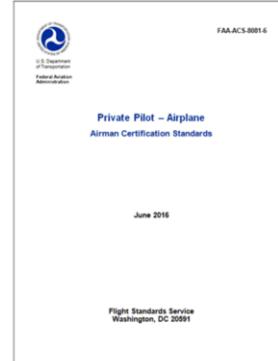 FAA-ACS-8081-6
U.S. Department
of Transportation
Federal Aviation
Administration
Private Pilot – Airplane
Airman Certification Standards
June 2016
Flight Standards Service
Washington, DC 20591